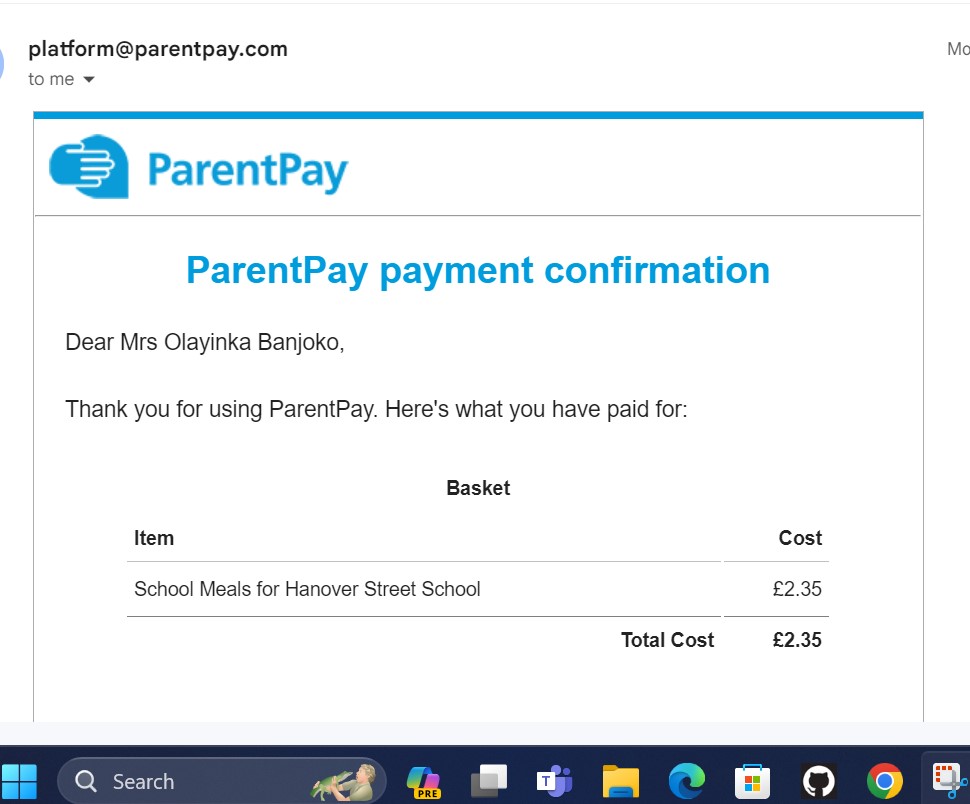 platform@parentpay.com
Mo
to me
ParentPay
ParentPay payment confirmation
Dear Mrs Olayinka Banjoko,
Thank you for using ParentPay. Here's what you have paid for:
Basket
Item Cost
School Meals for Hanover Street School £2.35
Total Cost £2.35
Search
PRE
T